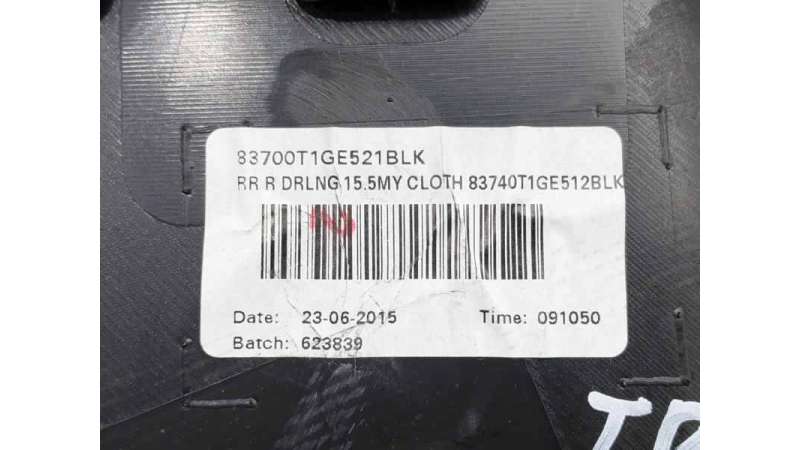 83700T1GE521BLK
RR R DRLNG 15.5MY CLOTH 83740T1GE512BLK
Date: 23-06-2015 Time: 091050
Batch: 623839